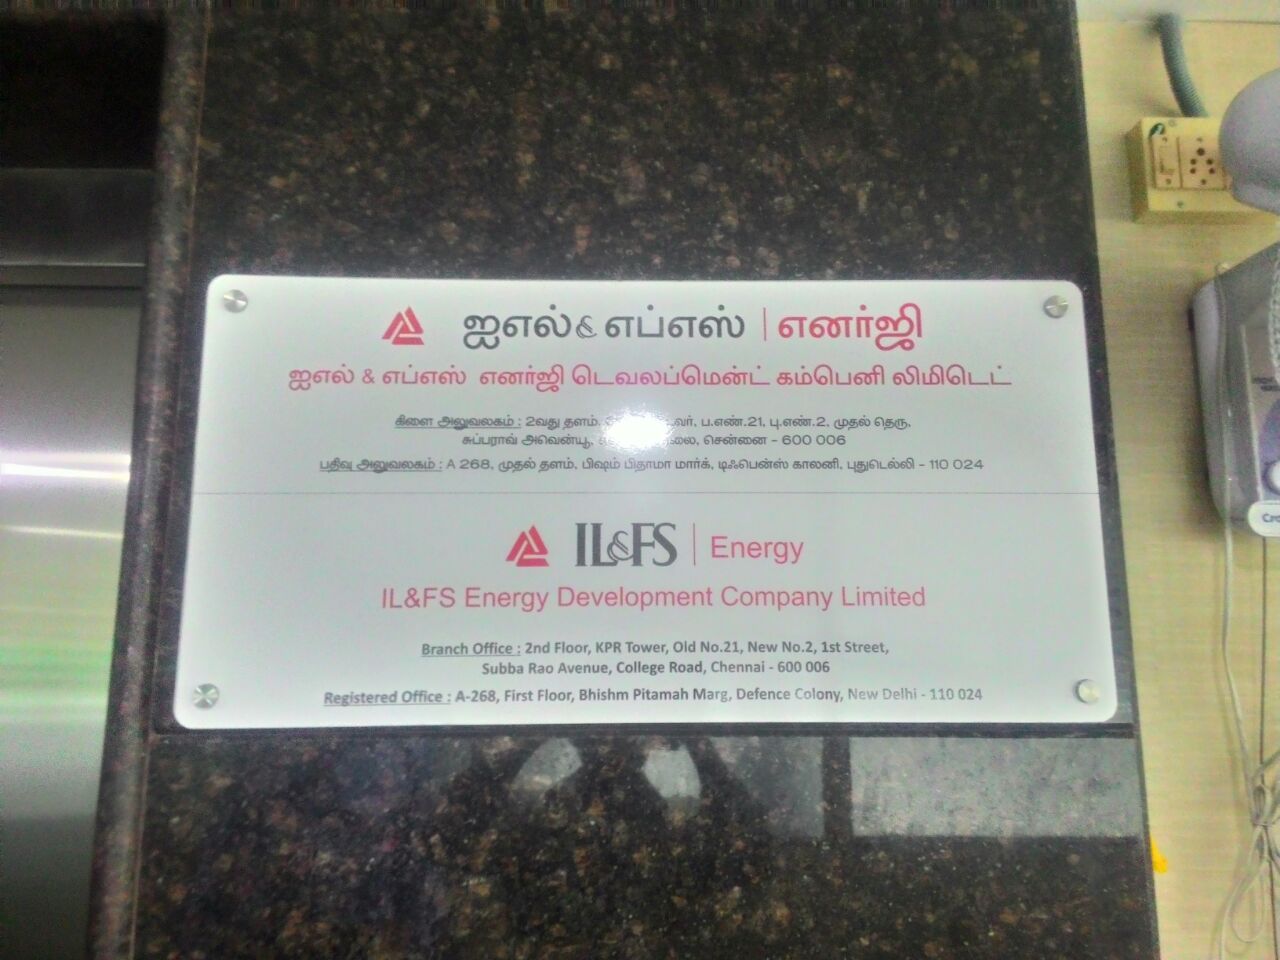 ஐஎல்& எப்எஸ் | எனர்ஜி
ஐஎல் & எப்எஸ் எனர்ஜி டெவலப்மென்ட் கம்பெனி லிமிடெட்
கிளை அலுவலகம் : 2வது தளம், ப.எண்.21, பு.எண்.2, முதல் தெரு,
சுப்பராவ் அவென்யூ, சென்னை - 600 006
பதிவு அலுவலகம் : A 268, முதல் தளம், பிஷம் பிதாமா மார்க், டிஃபென்ஸ் காலனி, புதுடெல்லி - 110 024
IL&FS | Energy
IL&FS Energy Development Company Limited
Branch Office : 2nd Floor, KPR Tower, Old No.21, New No.2, 1st Street,
Subba Rao Avenue, College Road, Chennai - 600 006
Registered Office : A-268, First Floor, Bhishm Pitamah Marg, Defence Colony, New Delhi - 110 024